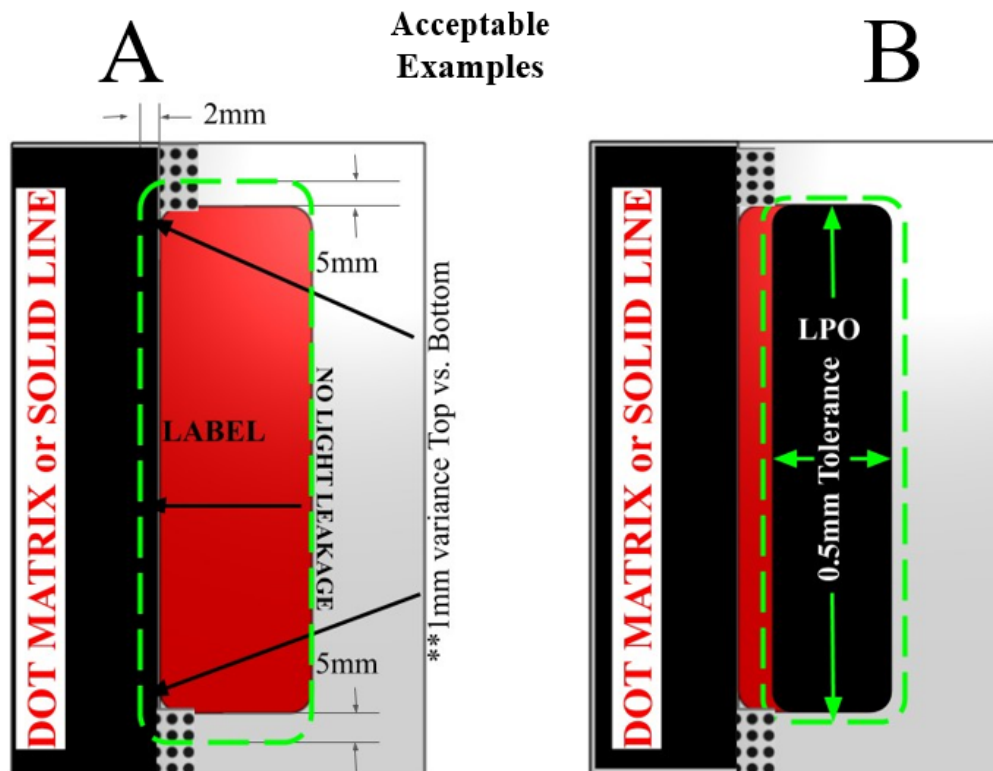 A
Acceptable
Examples
B
2mm
DOT MATRIX or SOLID LINE
5mm
LABEL
NO LIGHT LEAKAGE
**1mm variance Top vs. Bottom
5mm
DOT MATRIX or SOLID LINE
LPO
0.5mm Tolerance